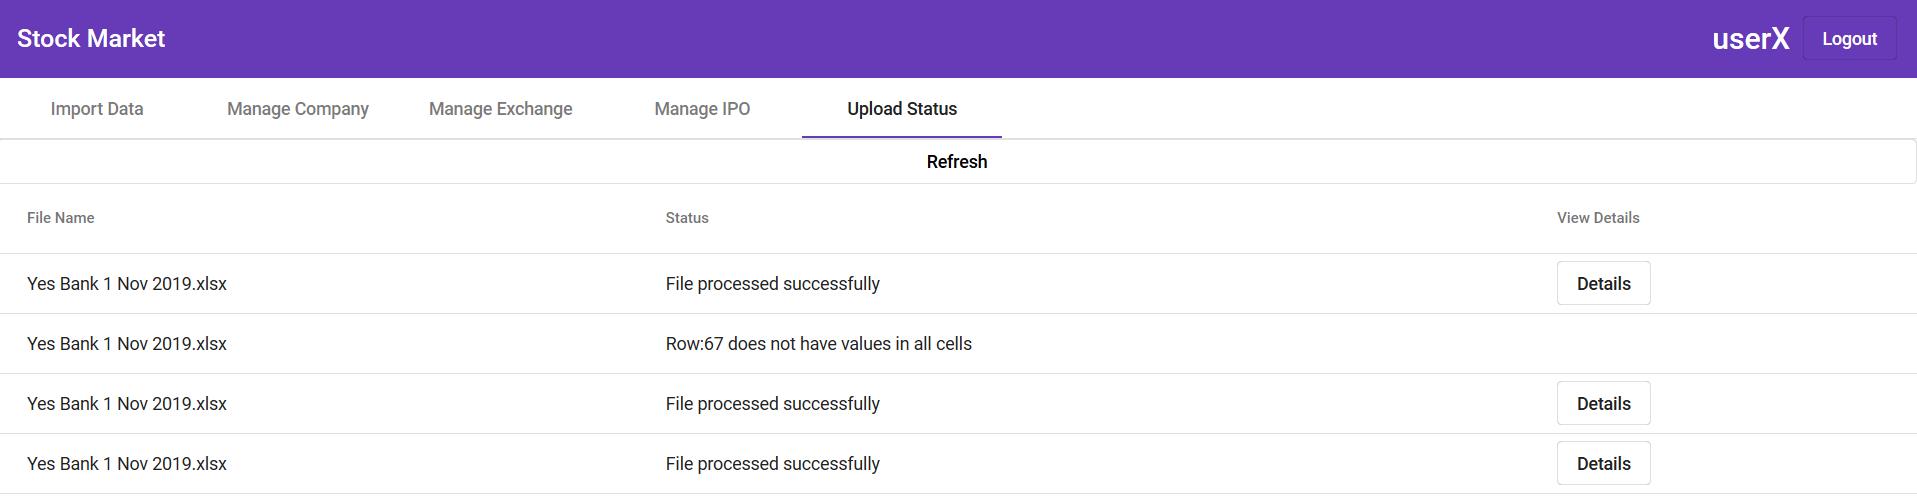 Stock Market userX Logout
Import Data Manage Company Manage Exchange Manage IPO Upload Status
Refresh
File Name Status View Details
Yes Bank 1 Nov 2019.xlsx File processed successfully Details
Yes Bank 1 Nov 2019.xlsx Row:67 does not have values in all cells
Yes Bank 1 Nov 2019.xlsx File processed successfully Details
Yes Bank 1 Nov 2019.xlsx File processed successfully Details